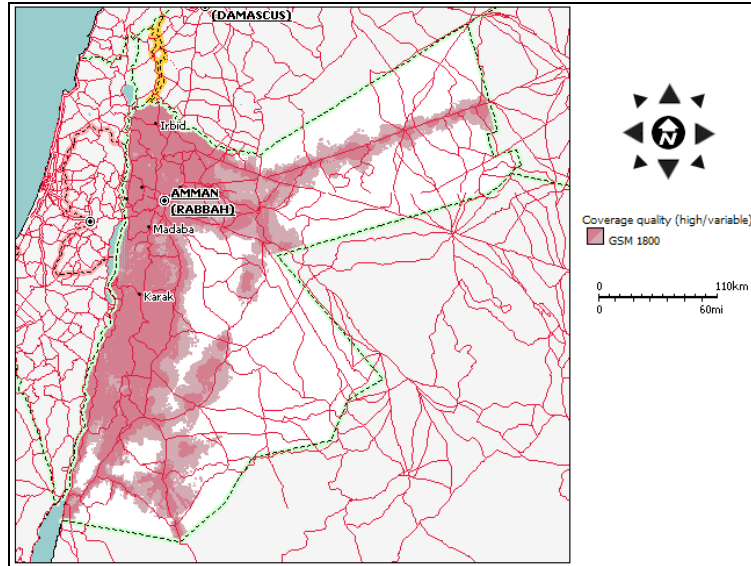 (DAMASCUS)
Irbid
AMMAN
(RABBAH)
Madaba
Karak
N
Coverage quality (high/variable)
GSM 1800
0 110km
0 60mi